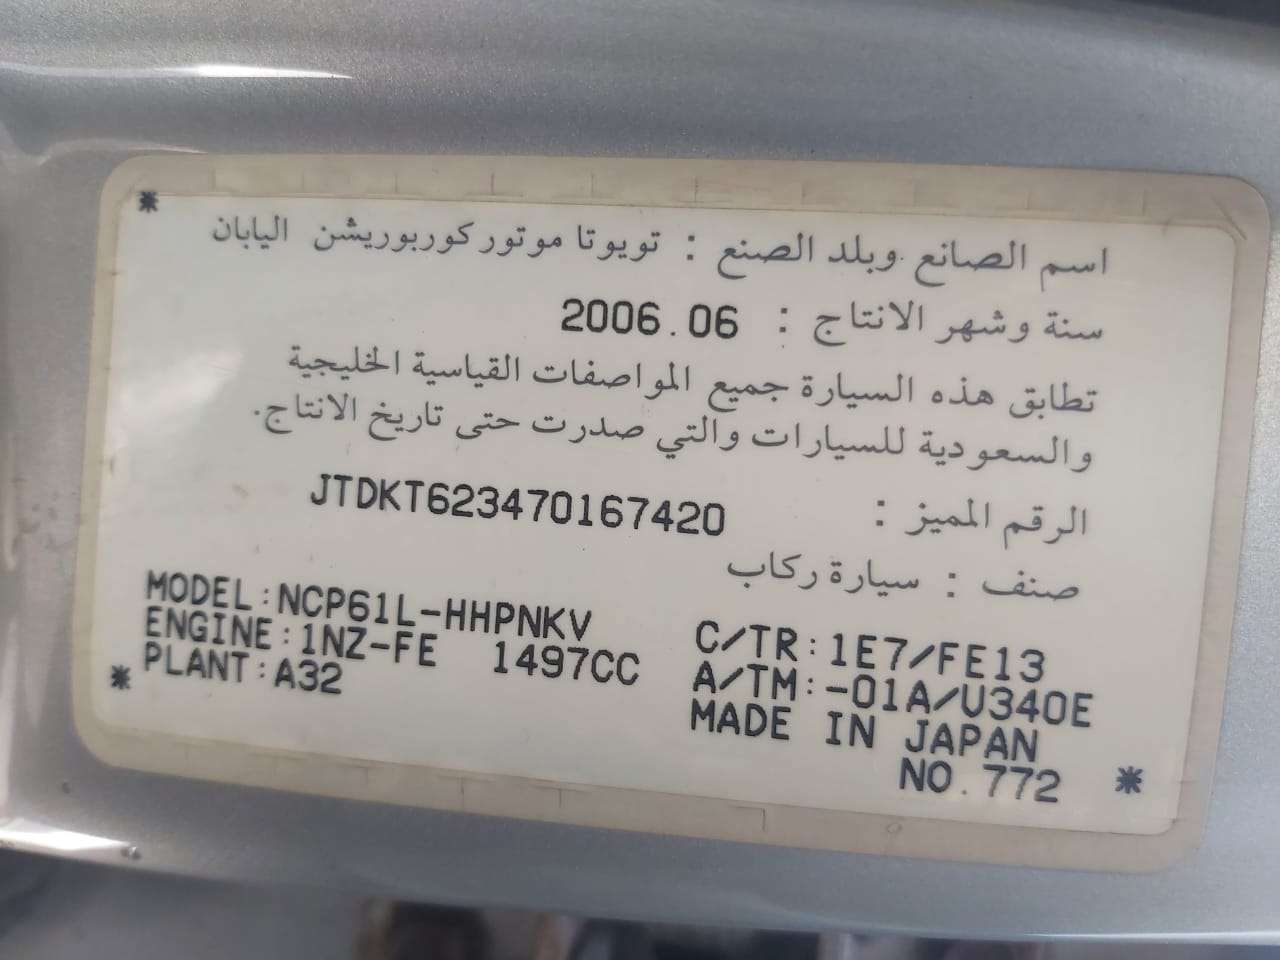 اسم الصانع وبلد الصنع : تويوتا موتور كوربوريشن اليابان
سنة وشهر الانتاج : 2006.06
تطابق هذه السيارة جميع المواصفات القياسية الخليجية
والسعودية للسيارات والتي صدرت حتى تاريخ الانتاج.
الرقم المميز : JTDKT623470167420
صنف : سيارة ركاب
MODEL:NCP61L-HHPNKV
ENGINE:1NZ-FE 1497CC
PLANT:A32
C/TR:1E7/FE13
A/TM:-01A/U340E
MADE IN JAPAN
NO.772